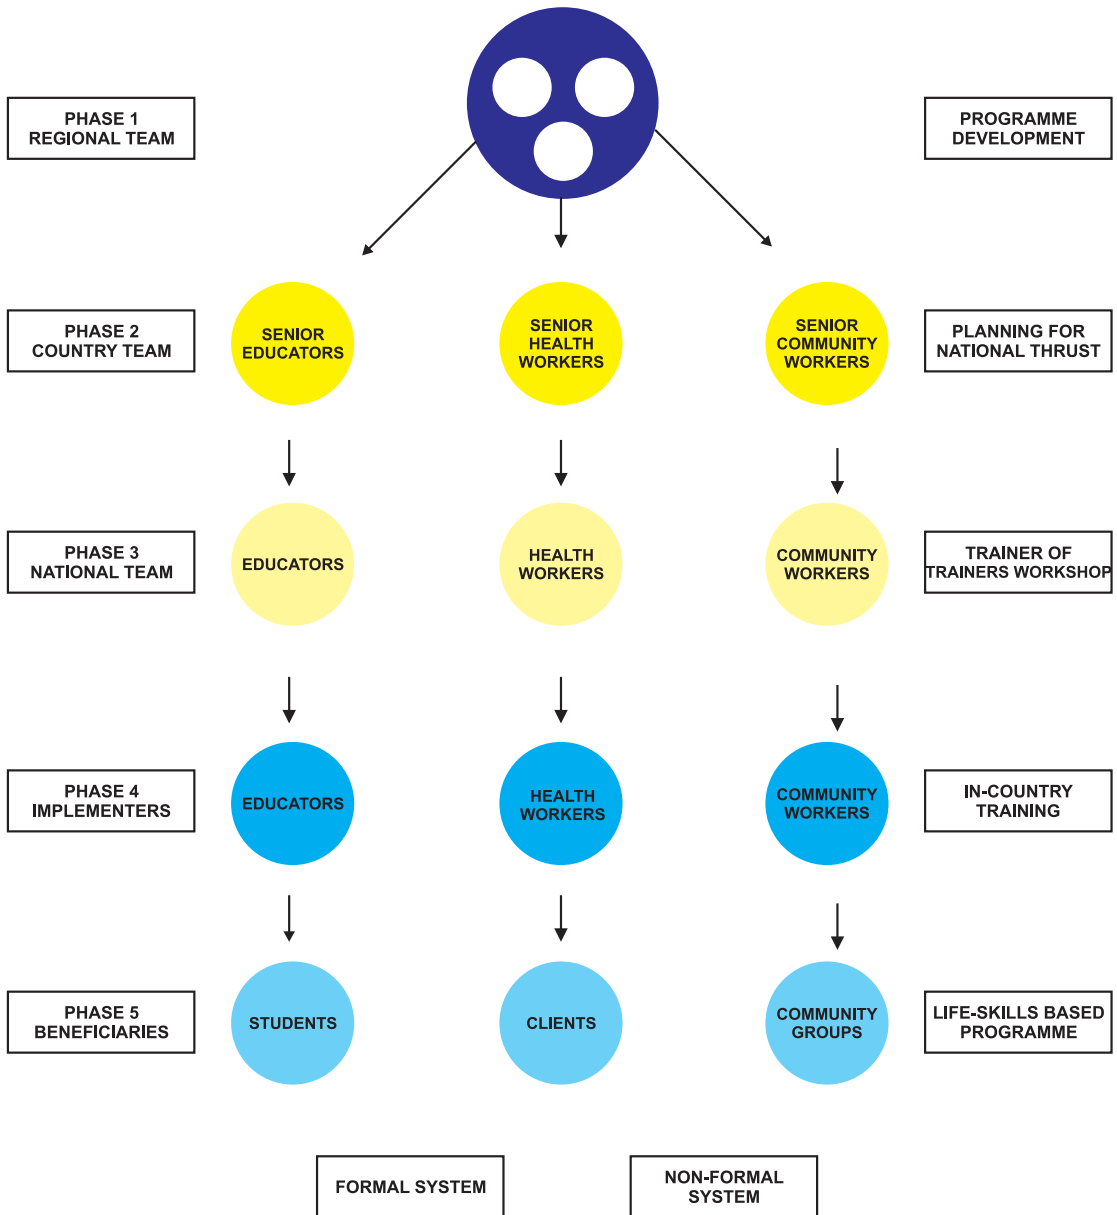 PHASE 1
REGIONAL TEAM
PROGRAMME
DEVELOPMENT
PHASE 2
COUNTRY TEAM
SENIOR
EDUCATORS
SENIOR
HEALTH
WORKERS
SENIOR
COMMUNITY
WORKERS
PLANNING FOR
NATIONAL THRUST
PHASE 3
NATIONAL TEAM
EDUCATORS
HEALTH
WORKERS
COMMUNITY
WORKERS
TRAINER OF
TRAINERS WORKSHOP
PHASE 4
IMPLEMENTERS
EDUCATORS
HEALTH
WORKERS
COMMUNITY
WORKERS
IN-COUNTRY
TRAINING
PHASE 5
BENEFICIARIES
STUDENTS
CLIENTS
COMMUNITY
GROUPS
LIFE-SKILLS BASED
PROGRAMME
FORMAL SYSTEM
NON-FORMAL
SYSTEM